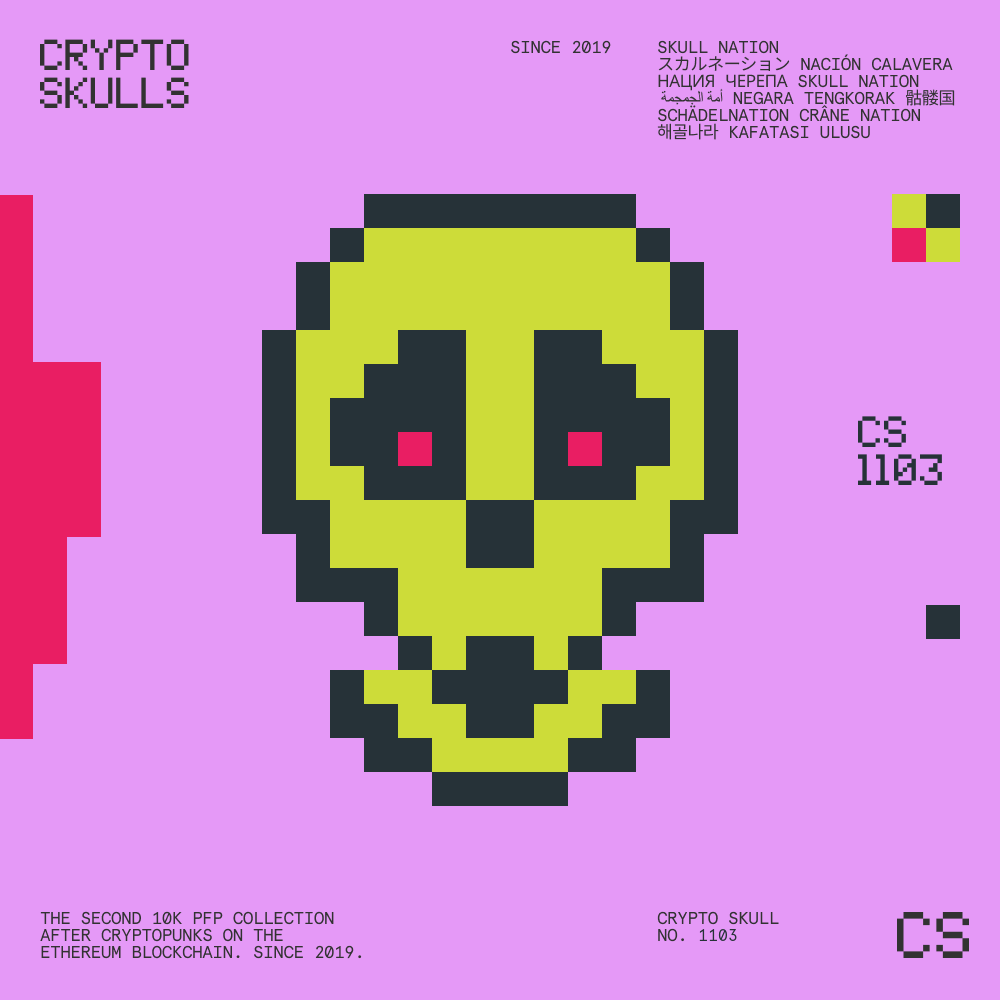 CRYPTO
SKULLS
SINCE 2019
SKULL NATION
スカルネーション NACIÓN CALAVERA
НАЦИЯ ЧЕРЕПА SKULL NATION
أمة الجمجمة NEGARA TENGKORAK 骷髅国
SCHÄDELNATION CRÂNE NATION
해골나라 KAFATASI ULUSU
CS
1103
THE SECOND 10K PFP COLLECTION
AFTER CRYPTOPUNKS ON THE
ETHEREUM BLOCKCHAIN. SINCE 2019.
CRYPTO SKULL
NO. 1103
CS